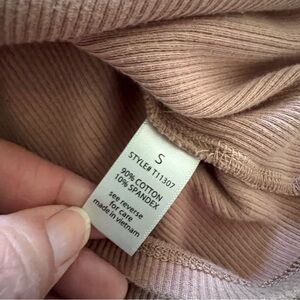 S
STYLE# T11307
90% COTTON
10% SPANDEX
see reverse
for care
made in vietnam